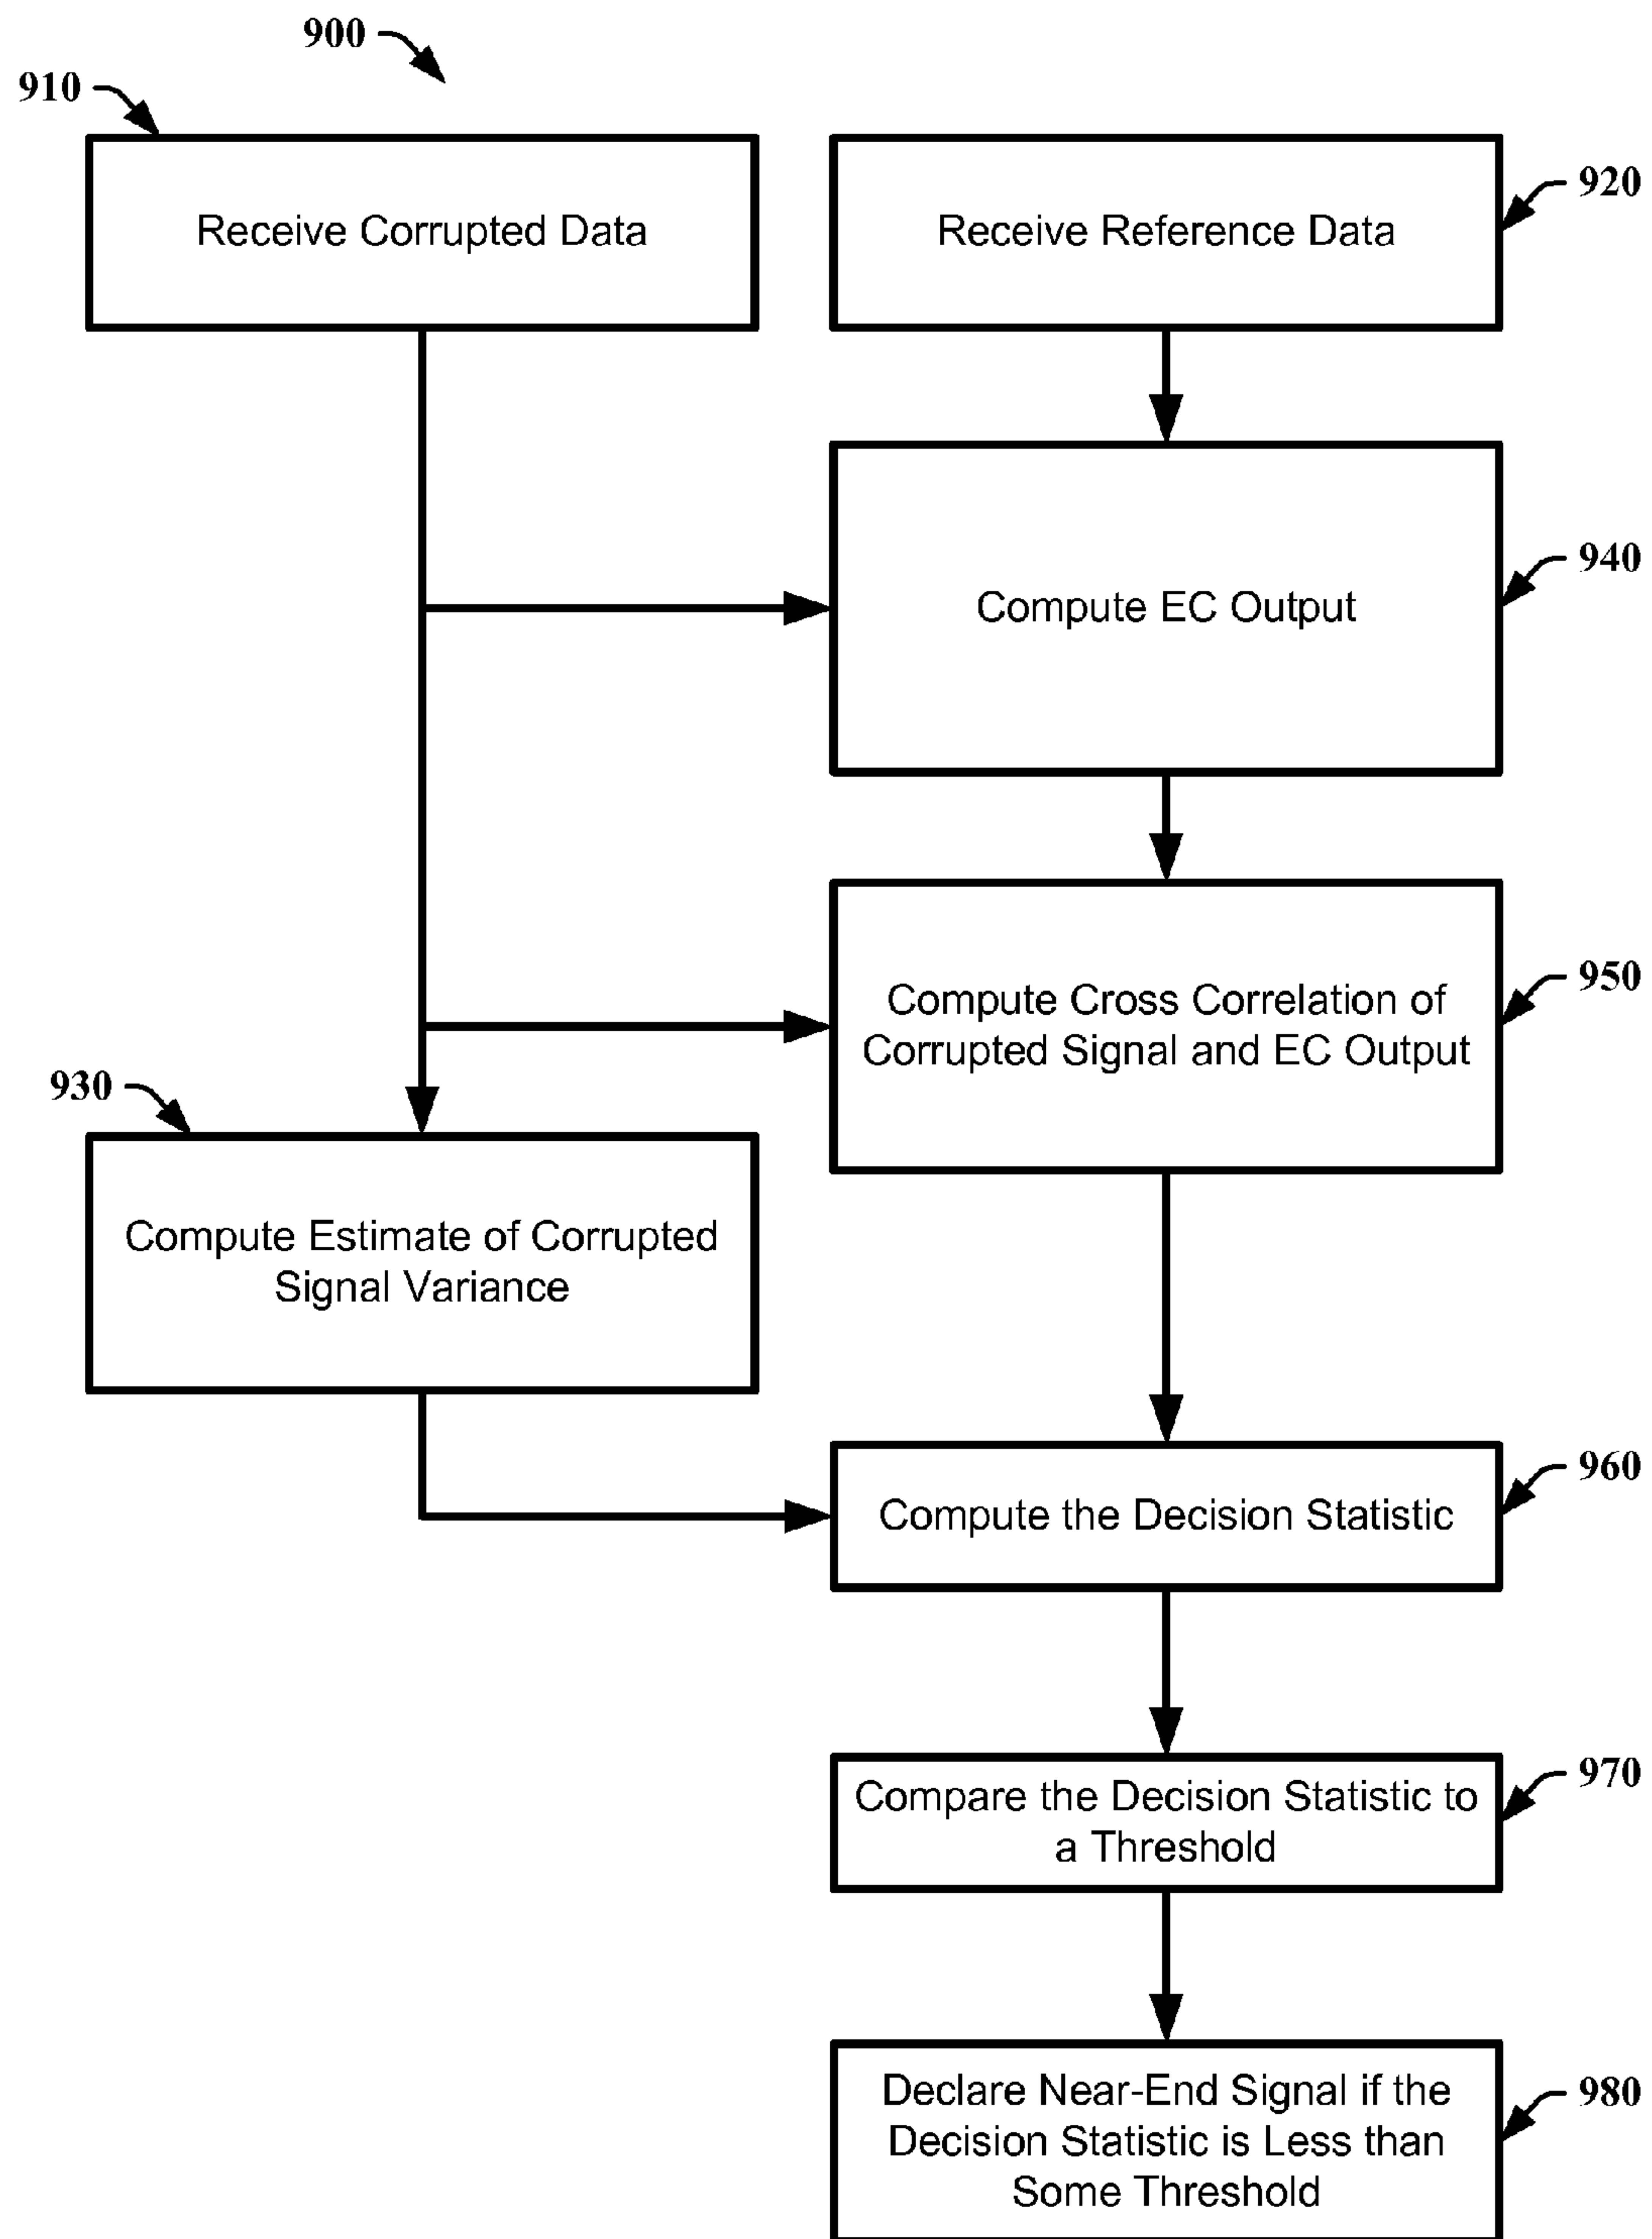 900
910
Receive Corrupted Data
Receive Reference Data
920
Compute EC Output
940
Compute Cross Correlation of
Corrupted Signal and EC Output
950
930
Compute Estimate of Corrupted
Signal Variance
Compute the Decision Statistic
960
Compare the Decision Statistic to
a Threshold
970
Declare Near-End Signal if the
Decision Statistic is Less than
Some Threshold
980